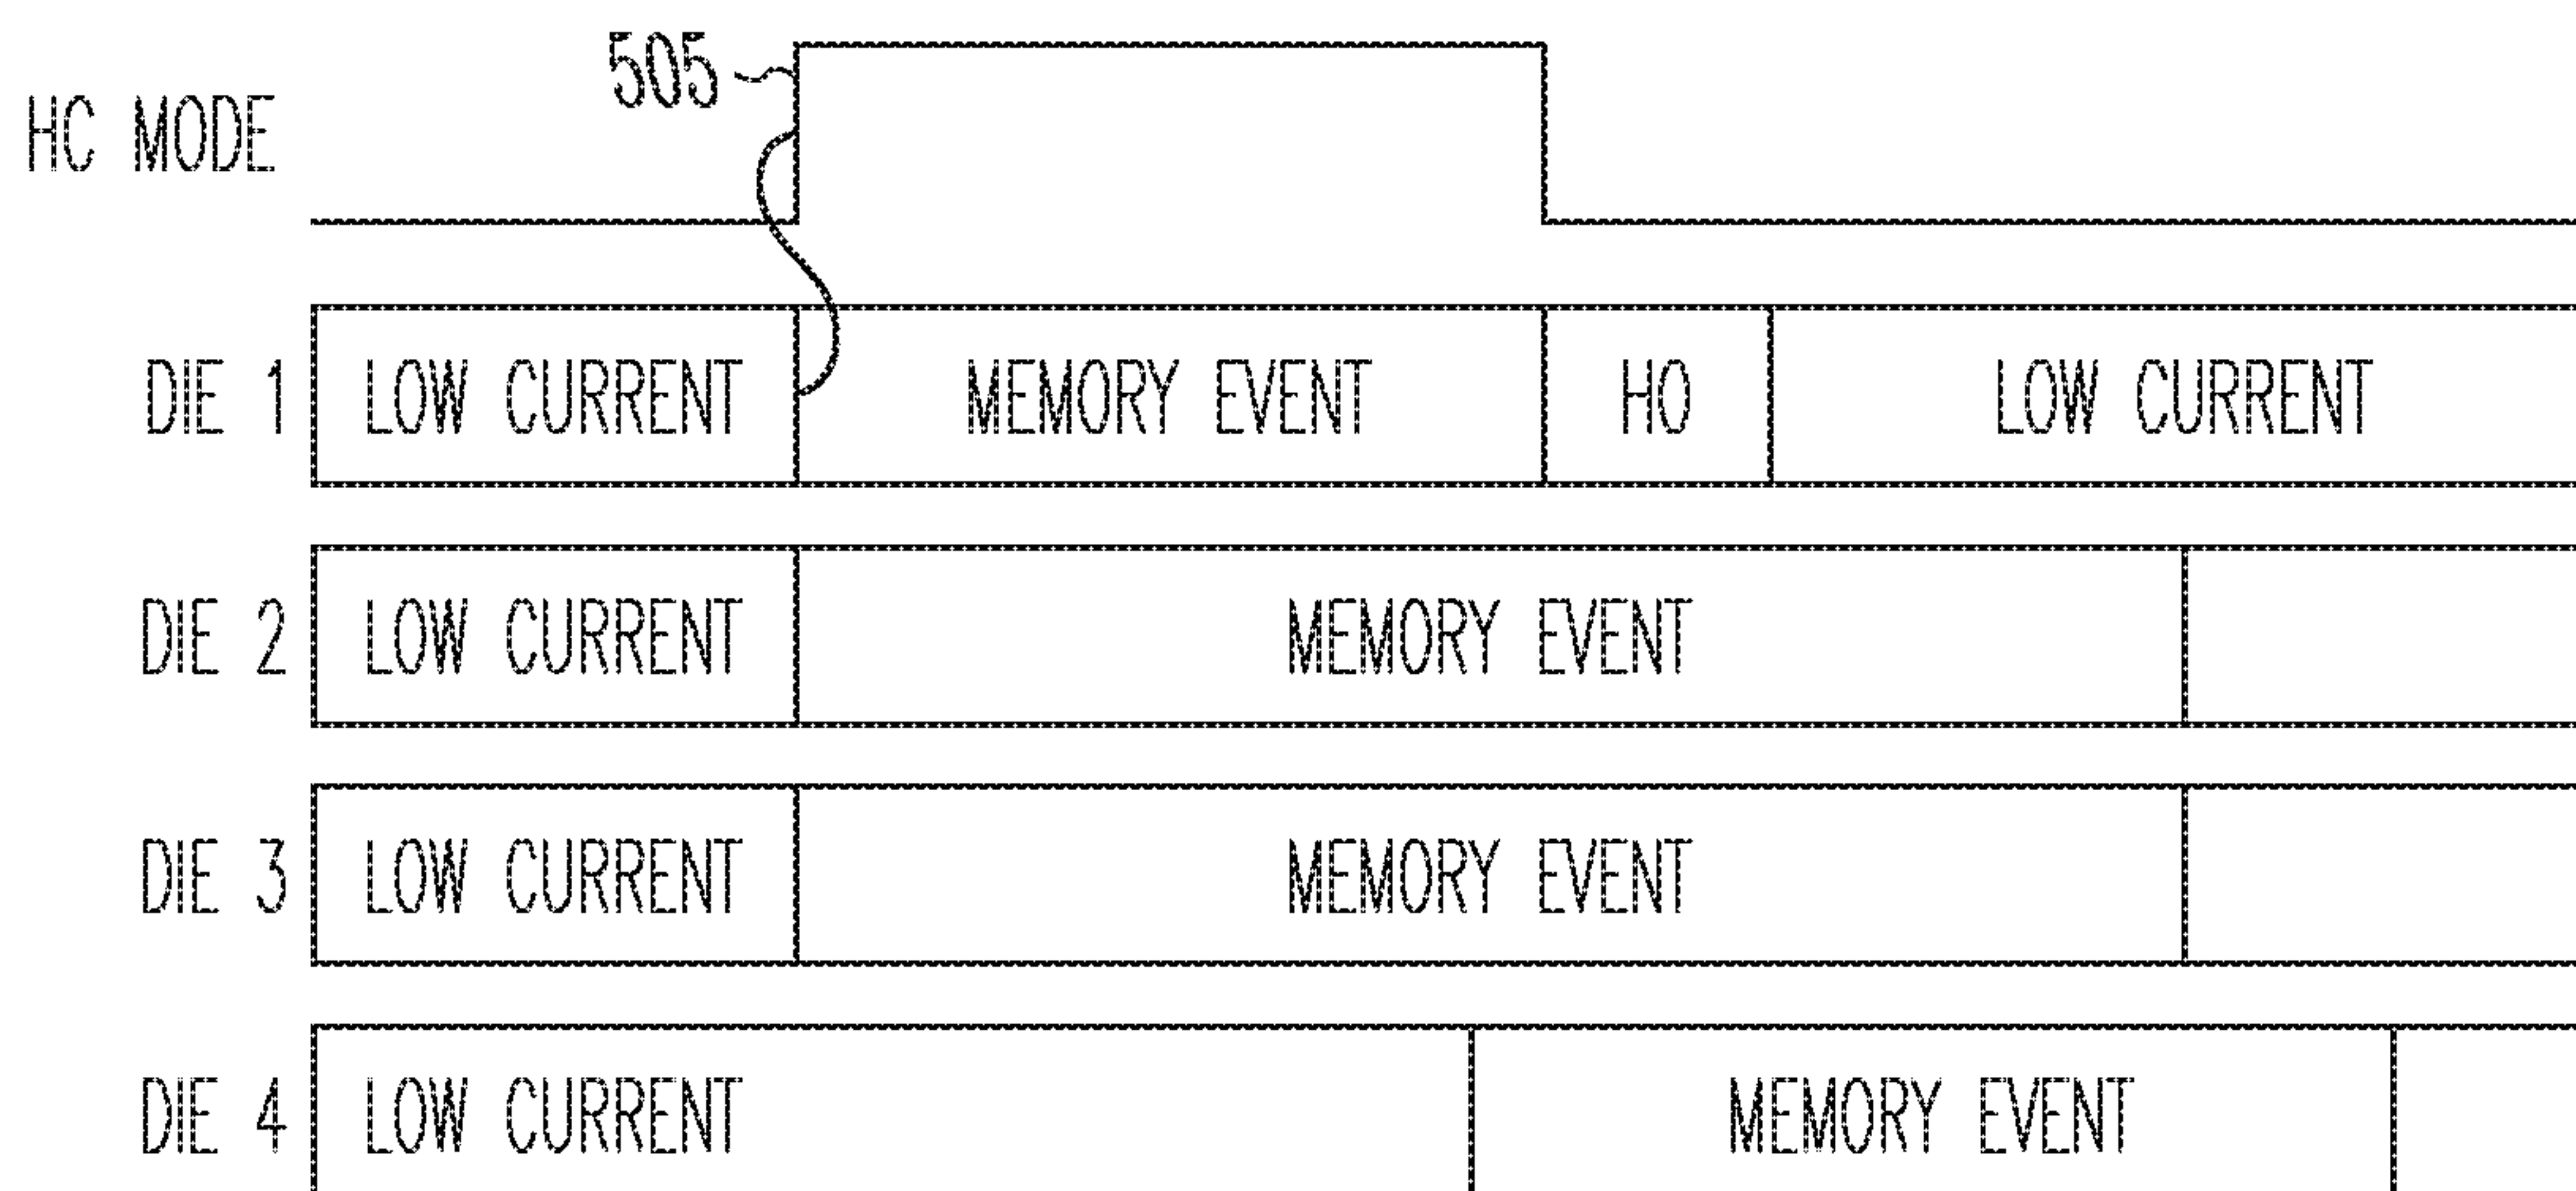 505
HC MODE
DIE 1 LOW CURRENT MEMORY EVENT HO LOW CURRENT
DIE 2 LOW CURRENT MEMORY EVENT
DIE 3 LOW CURRENT MEMORY EVENT
DIE 4 LOW CURRENT MEMORY EVENT